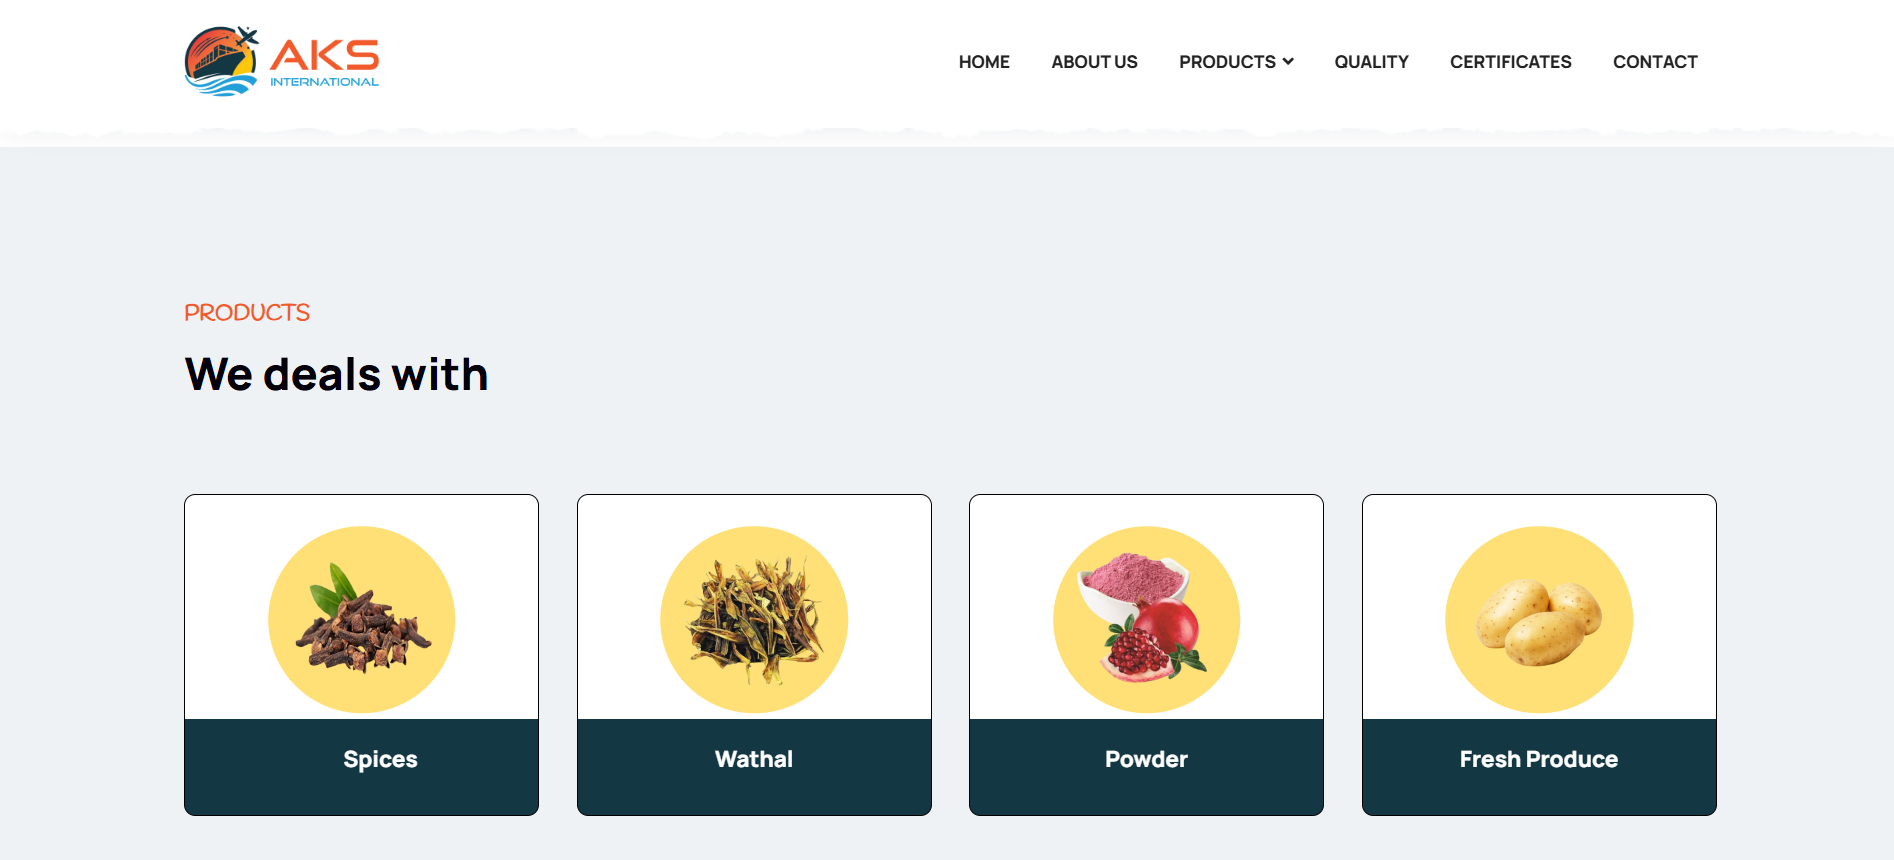 AKS
INTERNATIONAL
HOME ABOUT US PRODUCTS QUALITY CERTIFICATES CONTACT
PRODUCTS
We deals with
Spices
Wathal
Powder
Fresh Produce